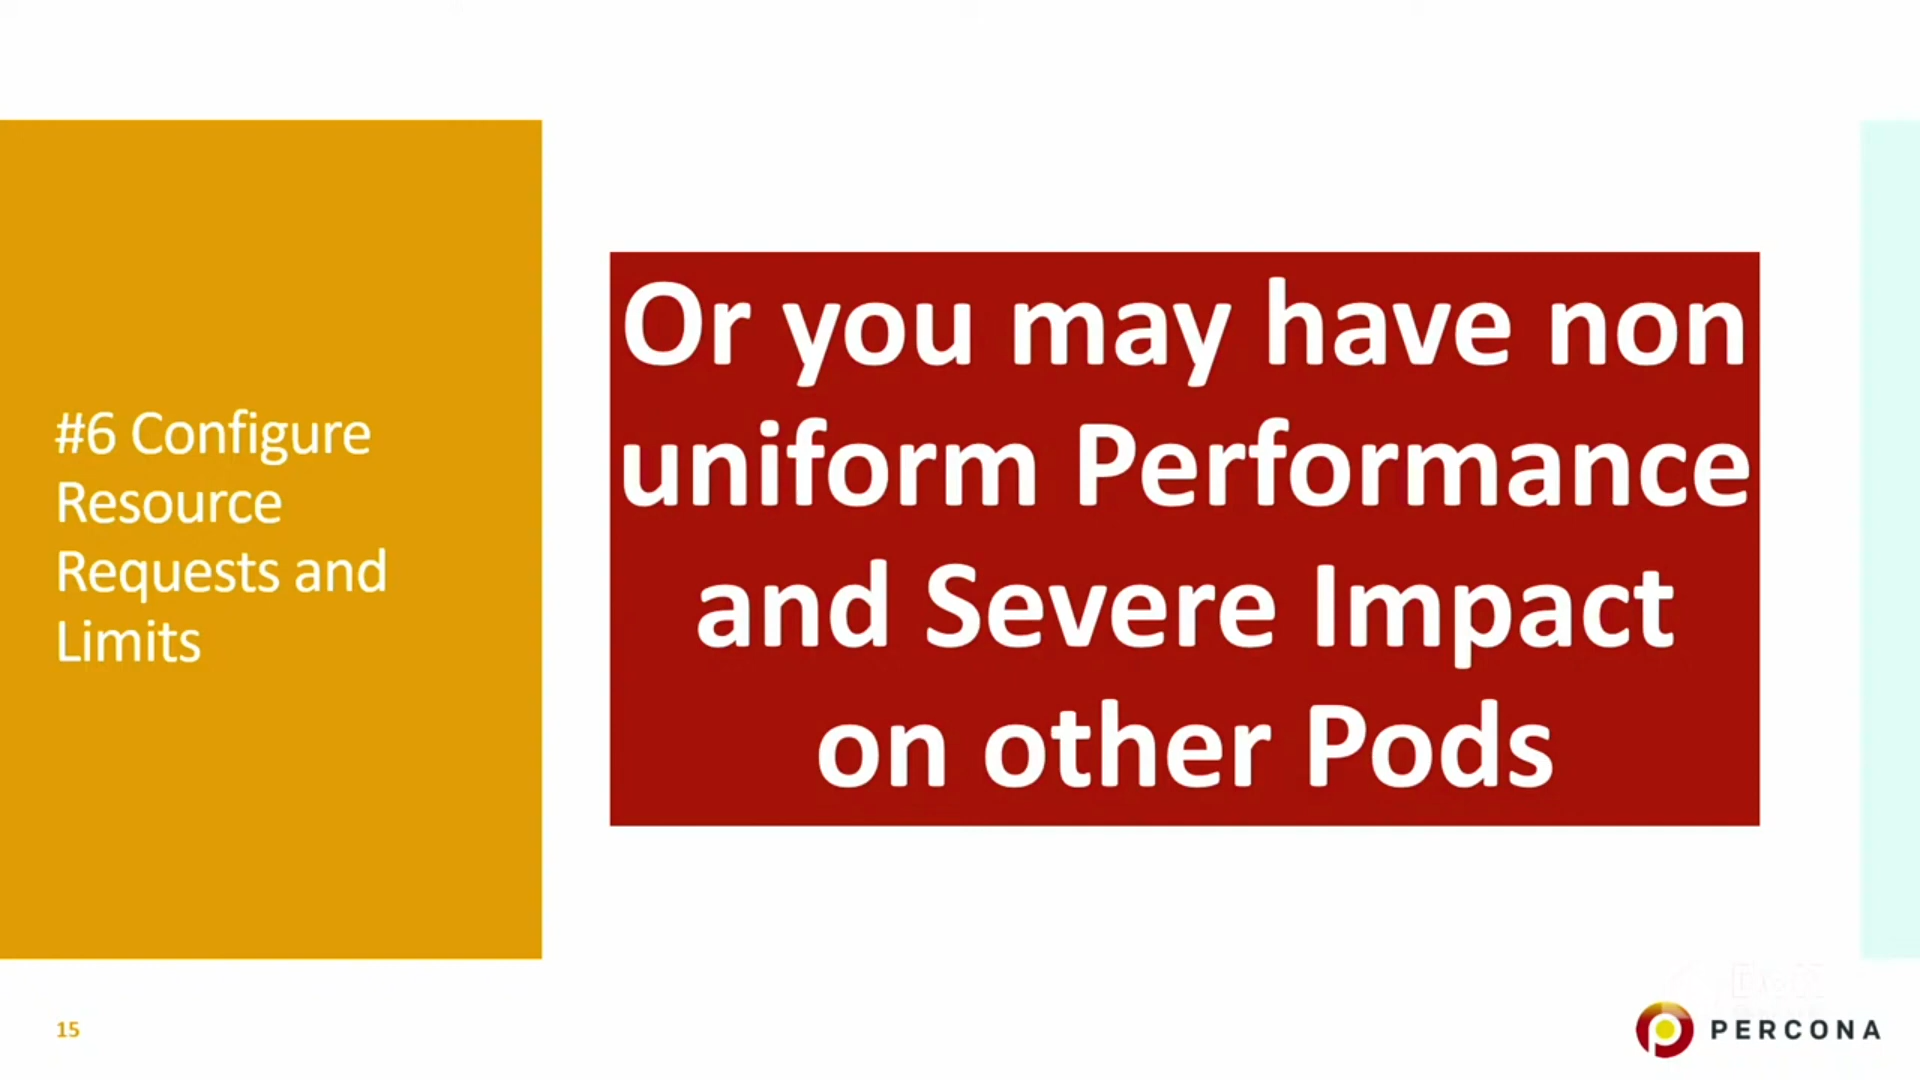 #6 Configure
Resource
Requests and
Limits
Or you may have non
uniform Performance
and Severe Impact
on other Pods
15
PERCONA